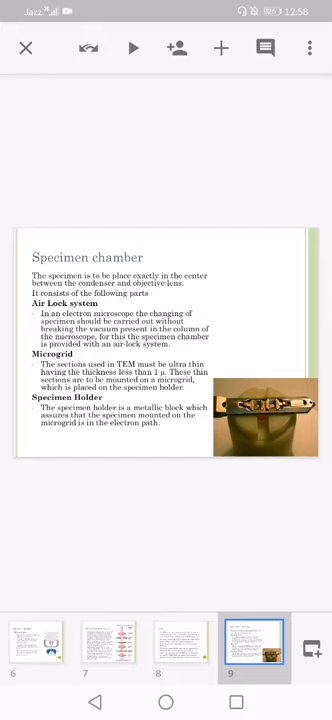 Jazz
12:58
Specimen chamber
The specimen is to be place exactly in the center
between the condenser and objective lens.
It consists of the following parts
Air Lock system
In an electron microscope the changing of
specimen should be carried out without
breaking the vacuum present in the column of
the microscope, for this the specimen chamber
is provided with an air-lock system.
Microgrid
The sections used in TEM must be ultra thin
having the thickness less than 1 µ. These thin
sections are to be mounted on a microgrid,
which is placed on the specimen holder.
Specimen Holder
The specimen holder is a metallic block which
assures that the specimen mounted on the
microgrid is in the electron path.
6
7
8
9